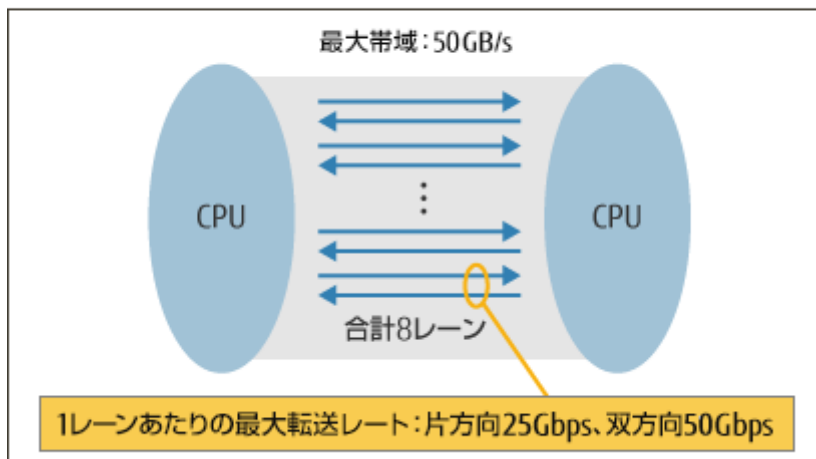 最大帯域：50GB/s
CPU
CPU
合計8レーン
1レーンあたりの最大転送レート：片方向25Gbps、双方向50Gbps